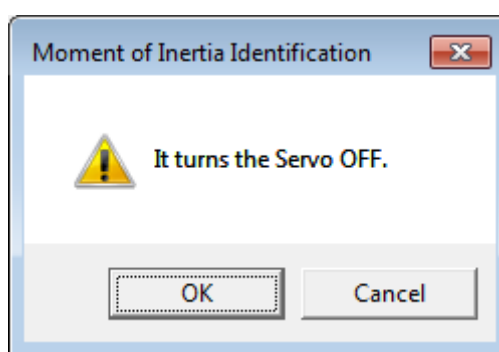 Moment of Inertia Identification
It turns the Servo OFF.
OK
Cancel